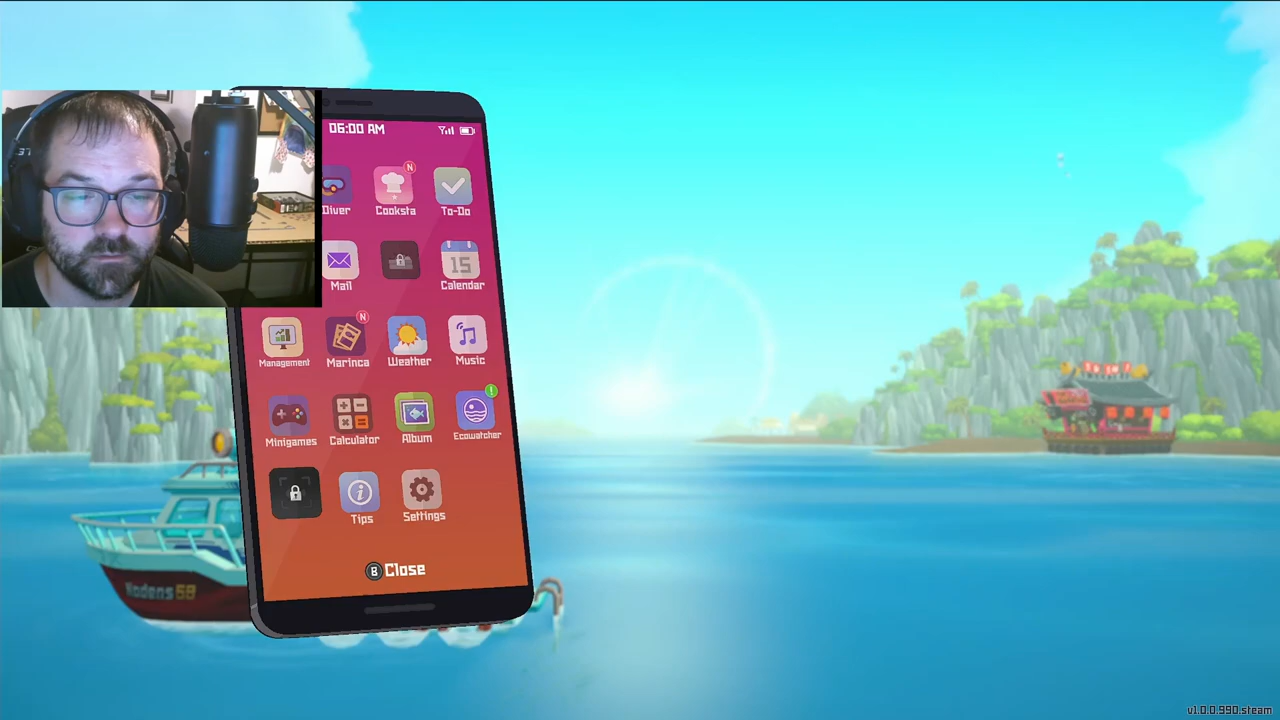 06:00 AM
N
Diver
Cooksta
To-Do
Mail
15
Calendar
N
Management
Marinca
Weather
Music
!
Minigames
Calculator
Album
Ecowatcher
i
Tips
Settings
B Close
Nodens 58
v1.0.0.990.steam